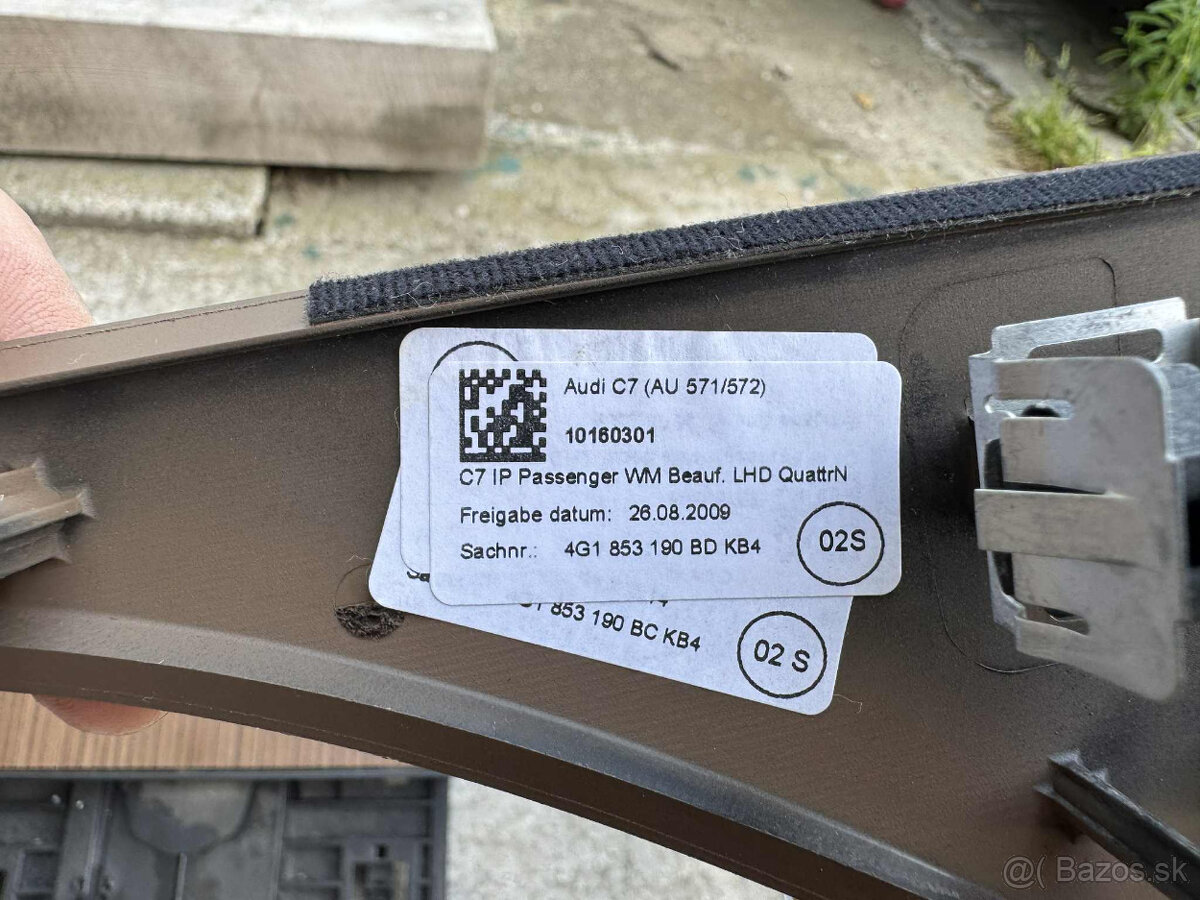 Audi C7 (AU 571/572)
10160301
C7 IP Passenger WM Beauf. LHD QuattrN
Freigabe datum: 26.08.2009
Sachnr.: 4G1 853 190 BD KB4
02S
853 190 BC KB4
02 S
@( Bazos.sk